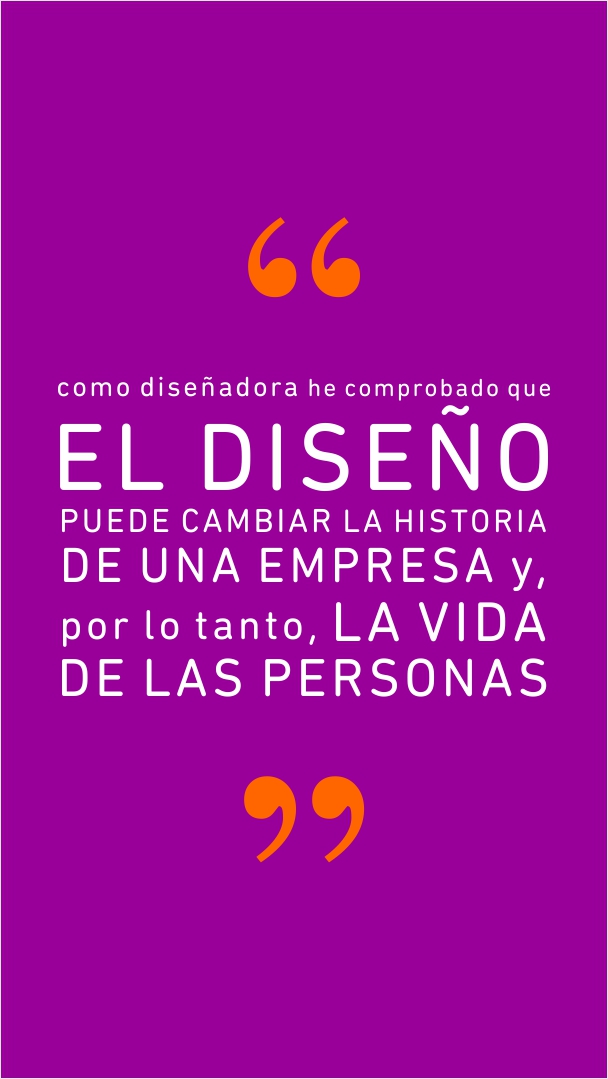 “
como diseñadora he comprobado que
EL DISEÑO
PUEDE CAMBIAR LA HISTORIA
DE UNA EMPRESA y,
por lo tanto, LA VIDA
DE LAS PERSONAS
”